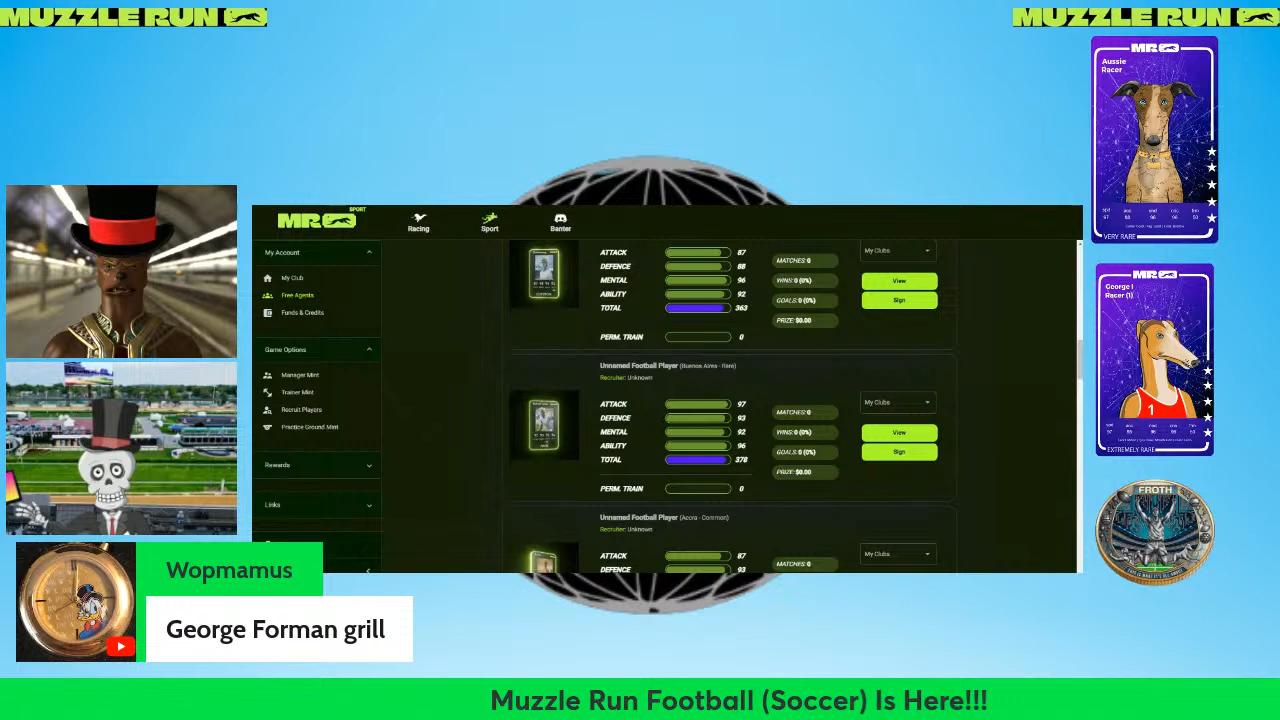 MUZZLE RUN
MUZZLE RUN
MR
Aussie
Racer
VERY RARE
MR
George I
Racer (1)
1
EXTREMELY RARE
FROTH
MR
SPORT
Racing
Sport
Banter
My Account
My Club
Free Agents
Funds & Credits
Game Options
Manager Mint
Trainer Mint
Recruit Players
Practice Ground Mint
Rewards
Links
ATTACK 87
DEFENCE 88
MENTAL 96
ABILITY 92
TOTAL 363
PERM. TRAIN 0
MATCHES: 0
WINS: 0 (0%)
GOALS: 0 (0%)
PRIZE: $0.00
My Clubs
View
Sign
Unnamed Football Player (Buenos Aires - Rare)
Recruiter: Unknown
ATTACK 97
DEFENCE 93
MENTAL 92
ABILITY 96
TOTAL 378
PERM. TRAIN 0
MATCHES: 0
WINS: 0 (0%)
GOALS: 0 (0%)
PRIZE: $0.00
My Clubs
View
Sign
Unnamed Football Player (Accra - Common)
Recruiter: Unknown
ATTACK 87
DEFENCE 93
MATCHES: 0
My Clubs
Wopmamus
George Forman grill
Muzzle Run Football (Soccer) Is Here!!!